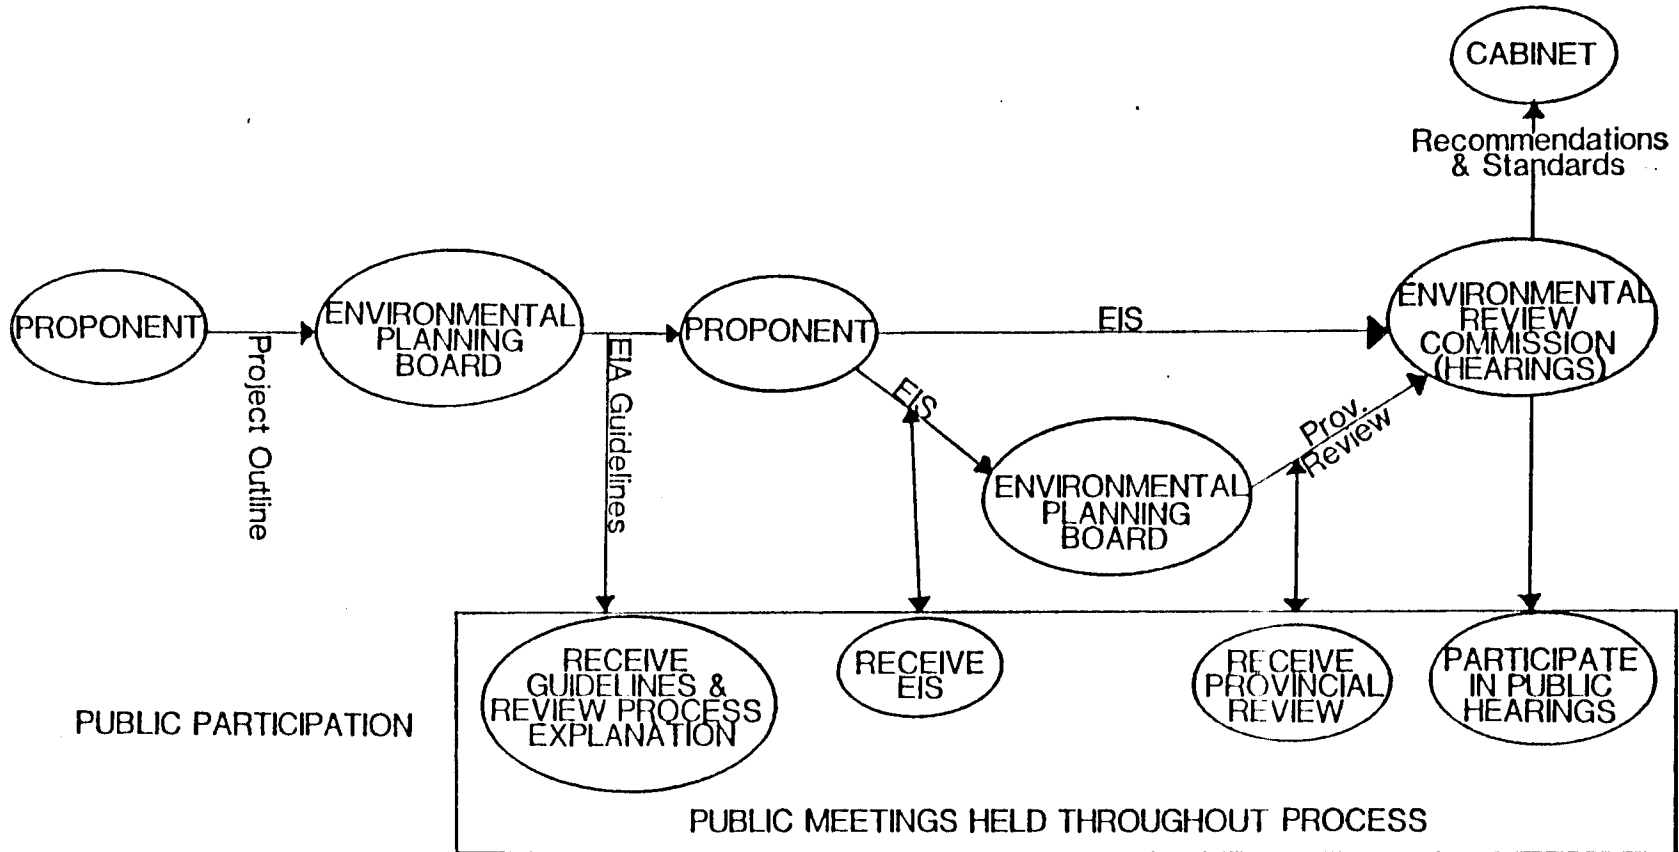 CABINET
Recommendations
& Standards
PROPONENT
Project Outline
ENVIRONMENTAL
PLANNING
BOARD
EIA Guidelines
PROPONENT
EIS
ENVIRONMENTAL
REVIEW
COMMISSION
(HEARINGS)
EIS
ENVIRONMENTAL
PLANNING
BOARD
Prov.
Review
PUBLIC PARTICIPATION
RECEIVE
GUIDELINES &
REVIEW PROCESS
EXPLANATION
RECEIVE
EIS
RECEIVE
PROVINCIAL
REVIEW
PARTICIPATE
IN PUBLIC
HEARINGS
PUBLIC MEETINGS HELD THROUGHOUT PROCESS